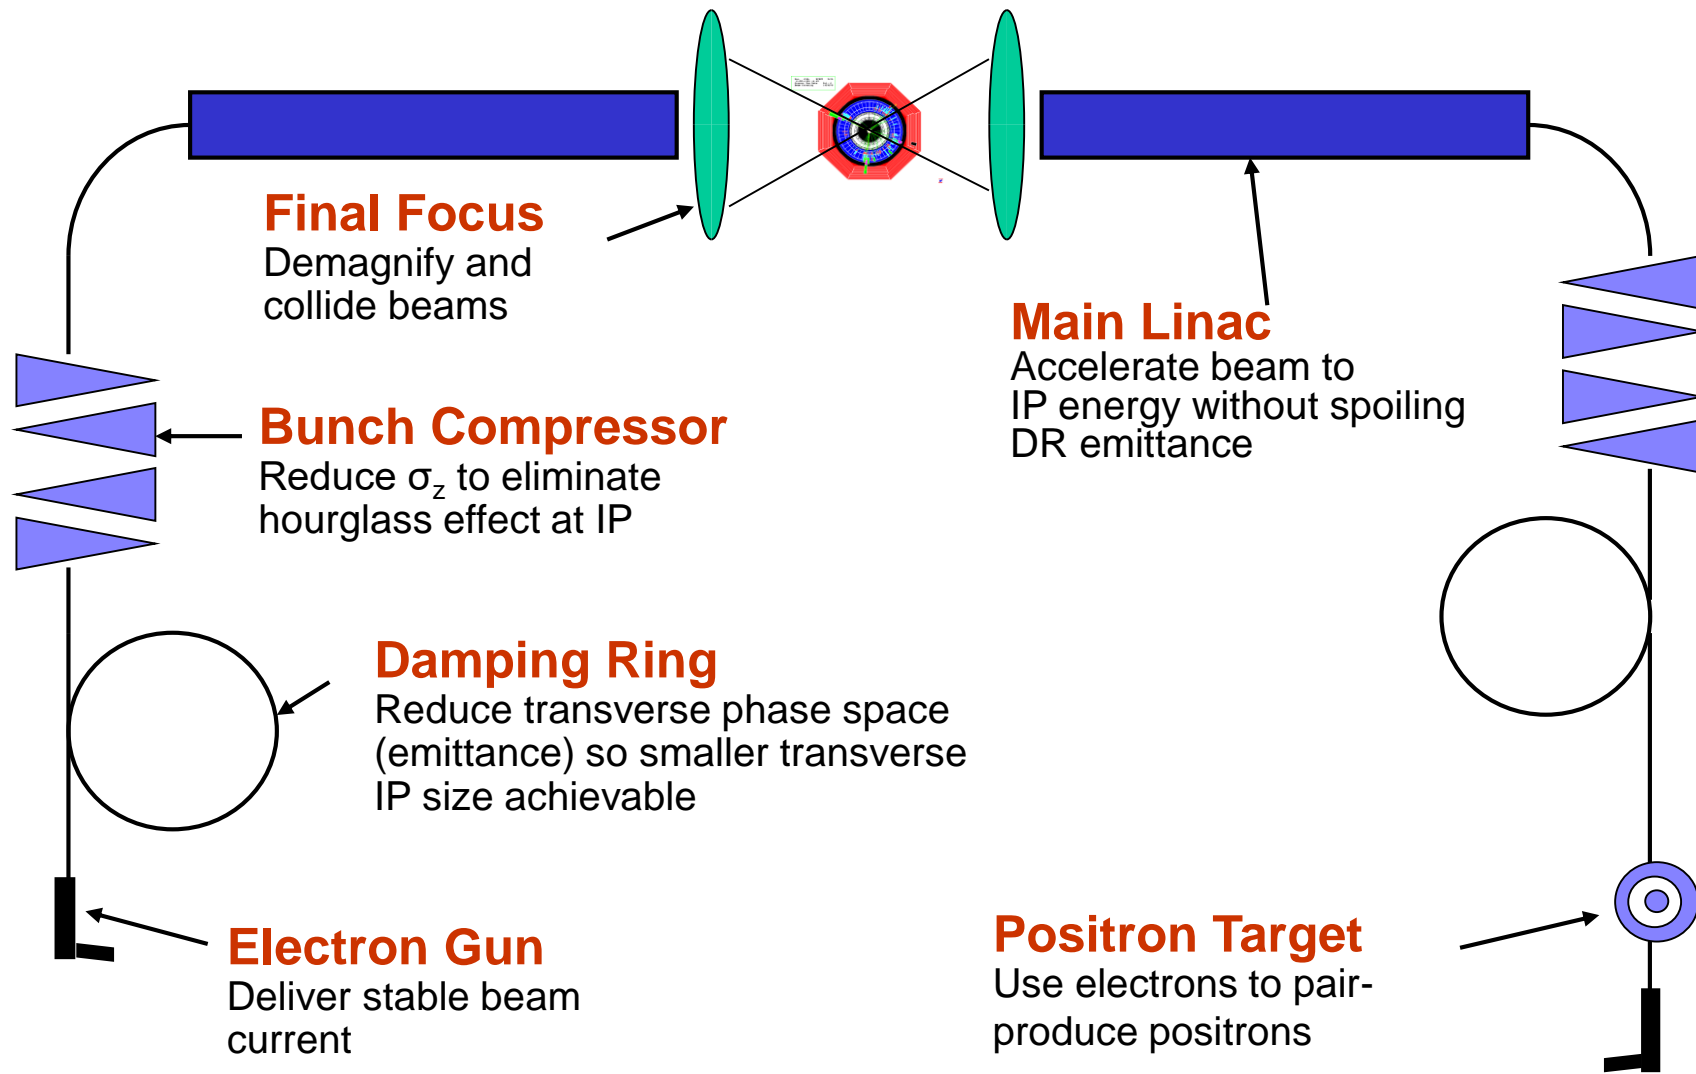 Final Focus
Demagnify and
collide beams
Main Linac
Accelerate beam to
IP energy without spoiling
DR emittance
Bunch Compressor
Reduce σz to eliminate
hourglass effect at IP
Damping Ring
Reduce transverse phase space
(emittance) so smaller transverse
IP size achievable
Electron Gun
Deliver stable beam
current
Positron Target
Use electrons to pair-
produce positrons